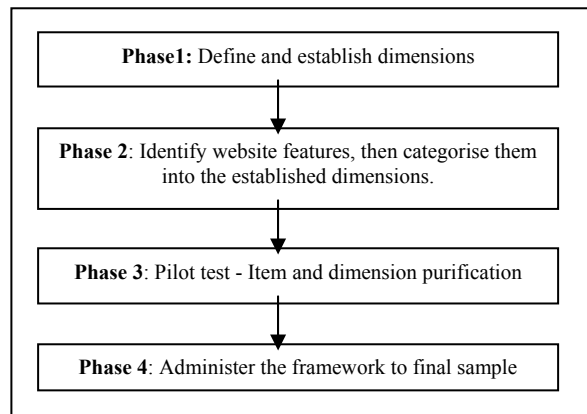 Phase1: Define and establish dimensions
Phase 2: Identify website features, then categorise them
into the established dimensions.
Phase 3: Pilot test - Item and dimension purification
Phase 4: Administer the framework to final sample